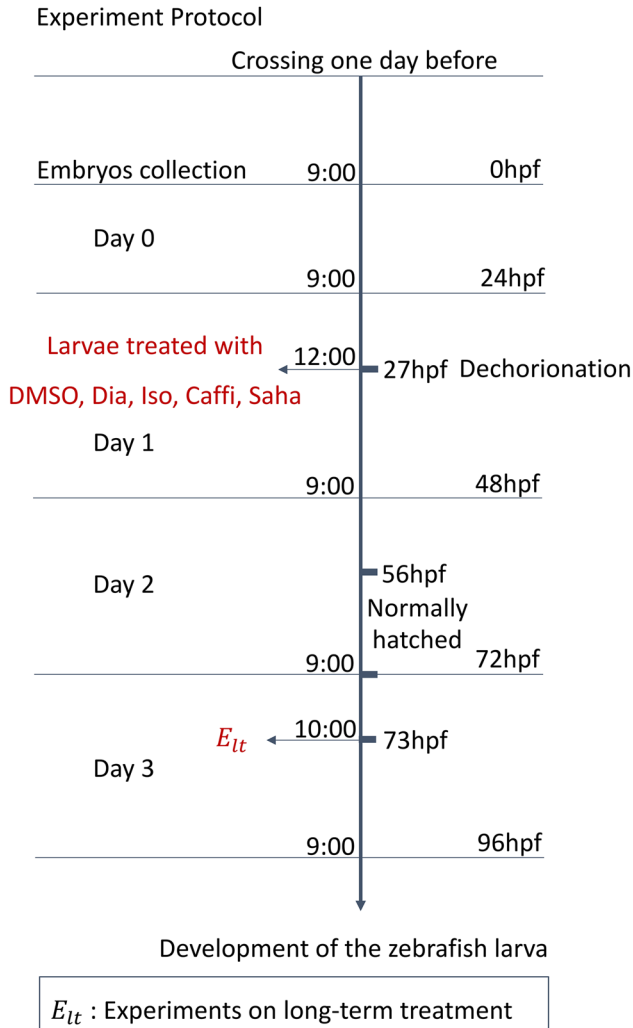 Experiment Protocol
Crossing one day before
Embryos collection 9:00 0hpf
Day 0
9:00 24hpf
Larvae treated with 12:00 27hpf Dechorionation
DMSO, Dia, Iso, Caffi, Saha
Day 1
9:00 48hpf
56hpf
Day 2
Normally
hatched
9:00 72hpf
E_lt 10:00 73hpf
Day 3
9:00 96hpf
Development of the zebrafish larva
E_lt : Experiments on long-term treatment